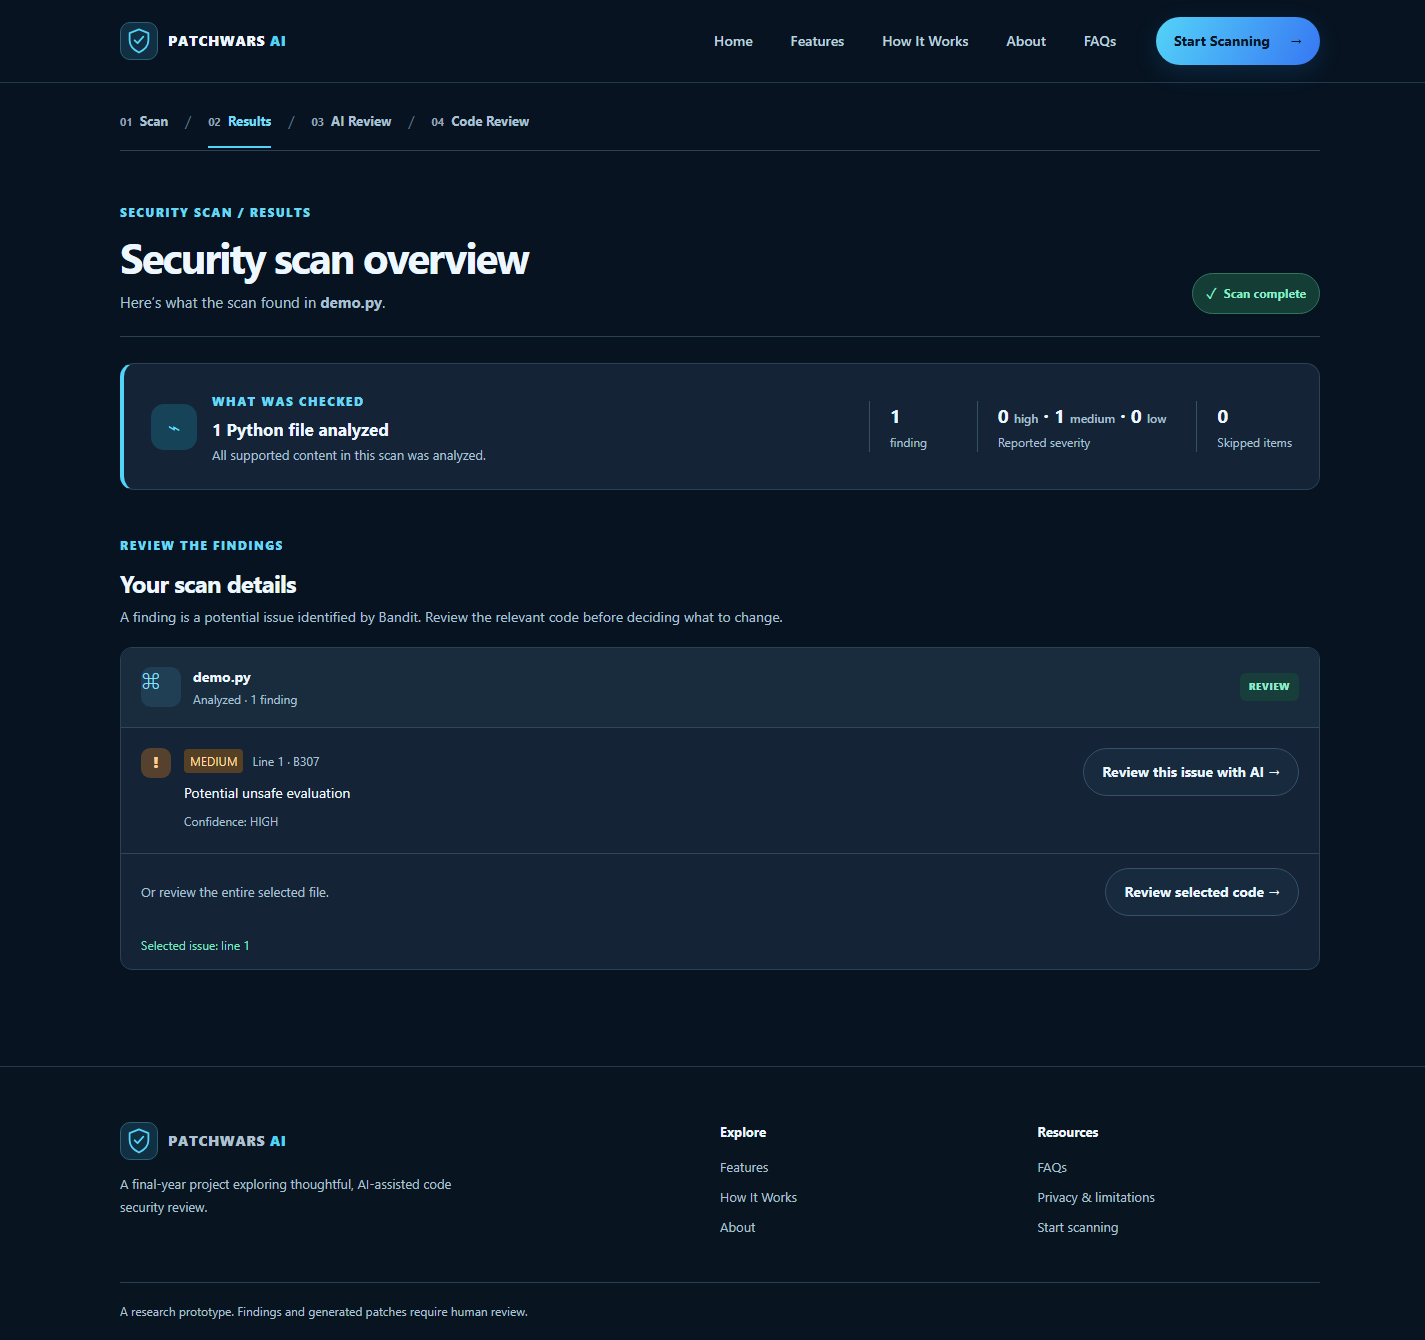 PATCHWARS AI
Home Features How It Works About FAQs Start Scanning →
01 Scan / 02 Results / 03 AI Review / 04 Code Review
SECURITY SCAN / RESULTS
Security scan overview
Here's what the scan found in demo.py.
✓ Scan complete
WHAT WAS CHECKED
1 Python file analyzed
All supported content in this scan was analyzed.
1
finding
0 high · 1 medium · 0 low
Reported severity
0
Skipped items
REVIEW THE FINDINGS
Your scan details
A finding is a potential issue identified by Bandit. Review the relevant code before deciding what to change.
⌘ demo.py
Analyzed · 1 finding
REVIEW
! MEDIUM Line 1 · B307
Potential unsafe evaluation
Confidence: HIGH
Review this issue with AI →
Or review the entire selected file.
Review selected code →
Selected issue: line 1
PATCHWARS AI
A final-year project exploring thoughtful, AI-assisted code
security review.
Explore
Features
How It Works
About
Resources
FAQs
Privacy & limitations
Start scanning
A research prototype. Findings and generated patches require human review.